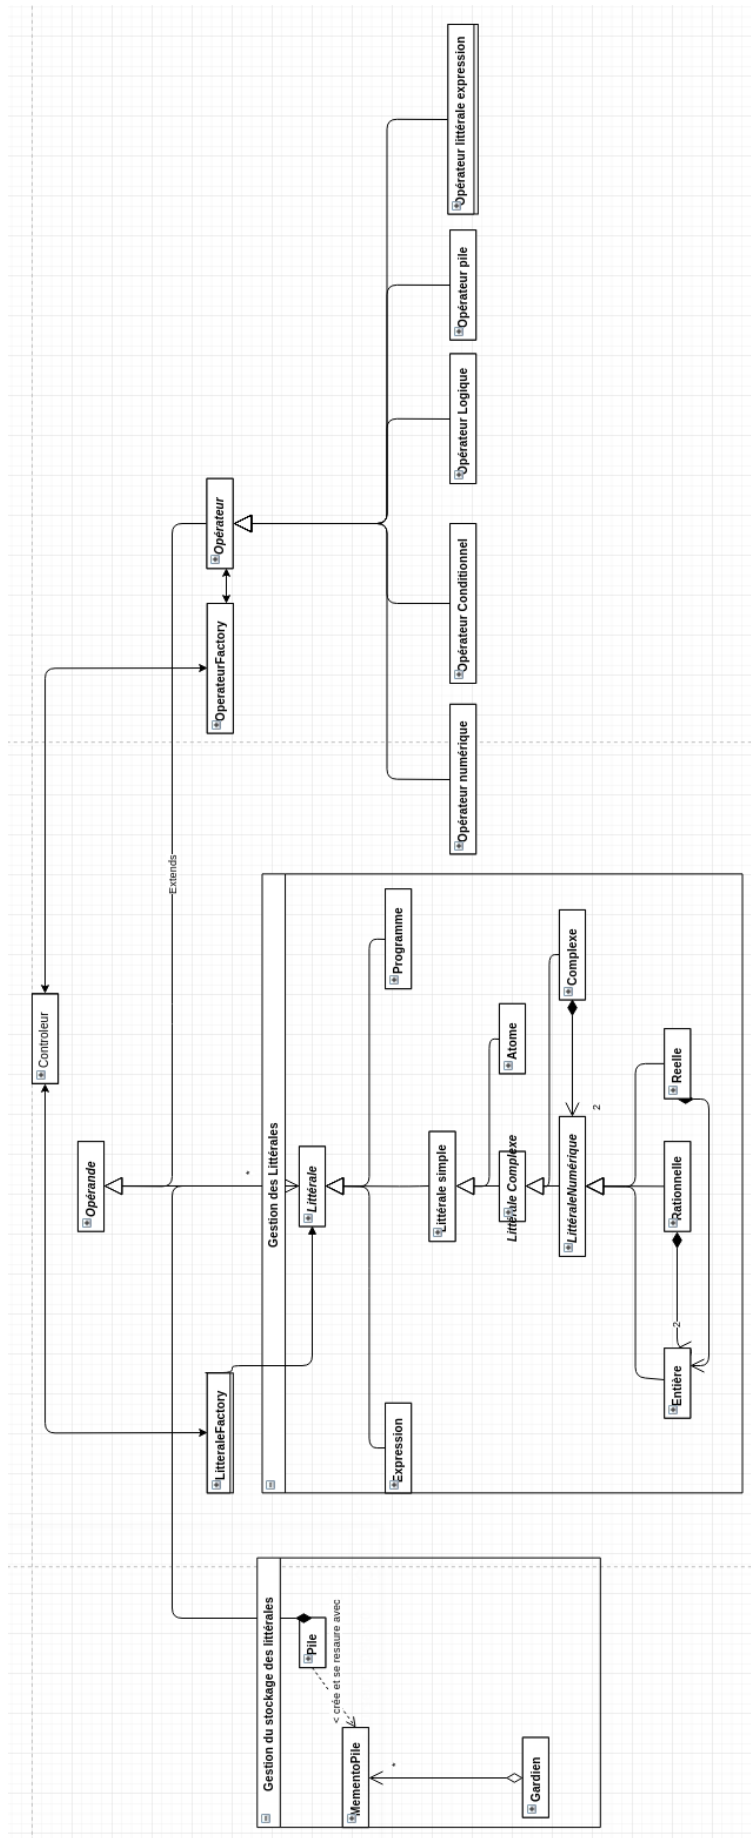 Controleur
Opérande
Extends
LitteraleFactory
OperateurFactory
Opérateur
Opérateur numérique
Opérateur Conditionnel
Opérateur Logique
Opérateur pile
Opérateur littérale expression
Gestion du stockage des littérales
Pile
< crée et se resaure avec
MementoPile
*
Gardien
Gestion des Littérales
*
Littérale
Expression
Programme
Littérale simple
Atome
Littérale Complexe
Complexe
2
LittéraleNumérique
Entière
2
Rationnelle
Reelle